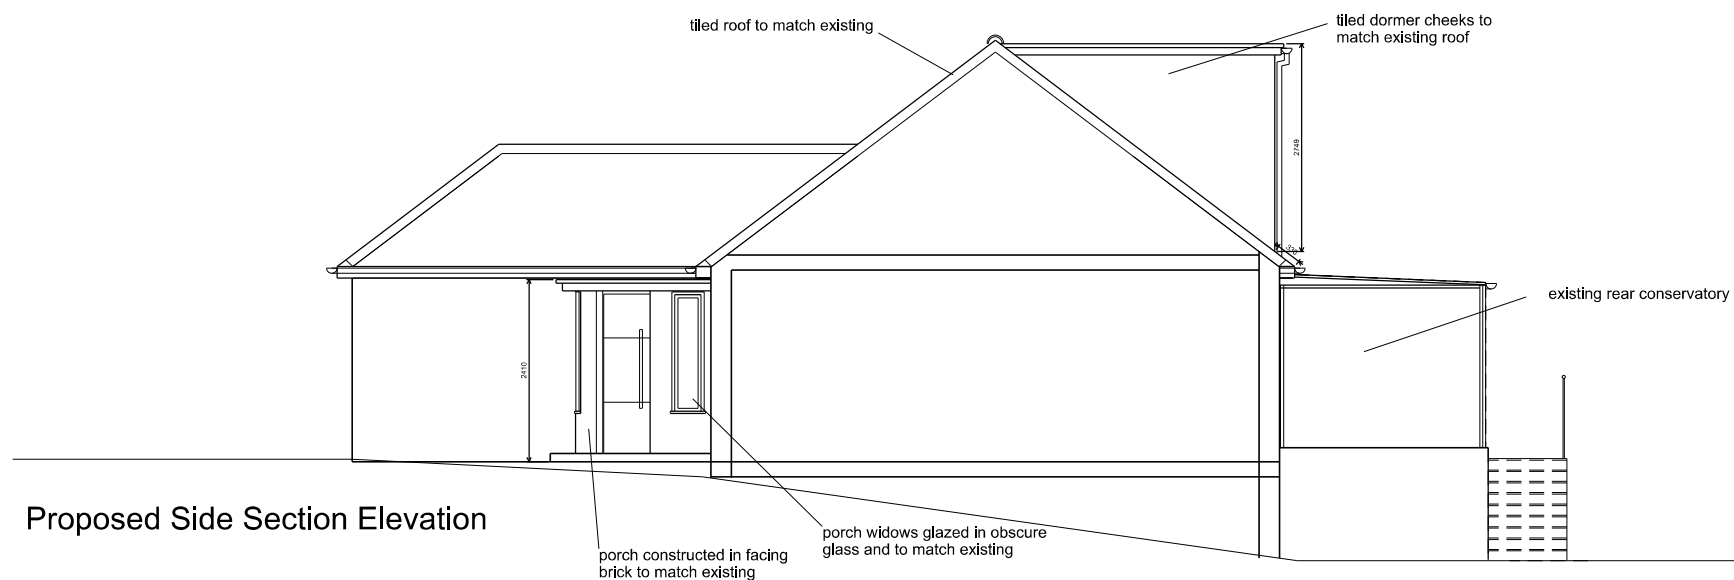 tiled roof to match existing
tiled dormer cheeks to
match existing roof
2749
existing rear conservatory
2410
Proposed Side Section Elevation
porch widows glazed in obscure
glass and to match existing
porch constructed in facing
brick to match existing